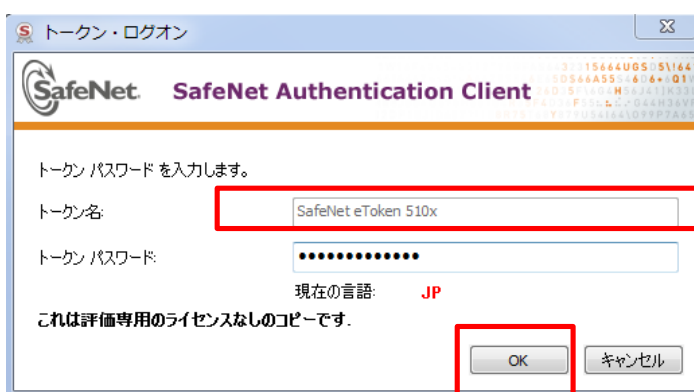 トークン・ログオン
SafeNet. SafeNet Authentication Client
トークン パスワード を入力します。
トークン名: SafeNet eToken 510x
トークン パスワード: •••••••••••••
現在の言語: JP
これは評価専用のライセンスなしのコピーです.
OK キャンセル